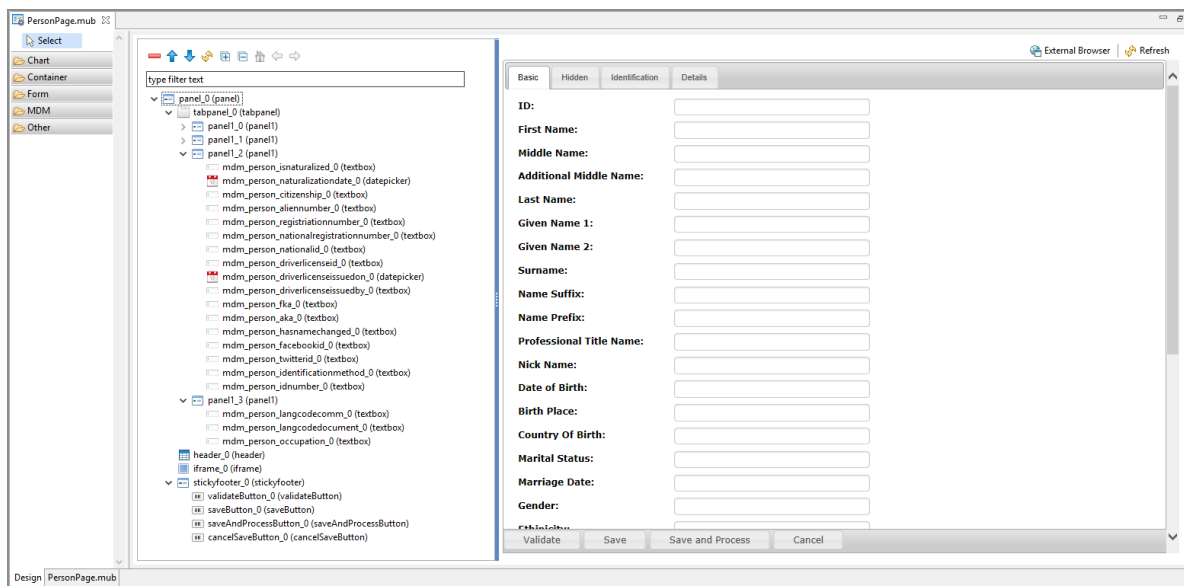 PersonPage.mub
Select
Chart
Container
Form
MDM
Other
type filter text
panel_0 (panel)
tabpanel_0 (tabpanel)
panel1_0 (panel1)
panel1_1 (panel1)
panel1_2 (panel1)
mdm_person_isnaturalized_0 (textbox)
mdm_person_naturalizationdate_0 (datepicker)
mdm_person_citizenship_0 (textbox)
mdm_person_aliennumber_0 (textbox)
mdm_person_registriationnumber_0 (textbox)
mdm_person_nationalregistrationnumber_0 (textbox)
mdm_person_nationalid_0 (textbox)
mdm_person_driverlicenseid_0 (textbox)
mdm_person_driverlicenseissuedon_0 (datepicker)
mdm_person_driverlicenseissuedby_0 (textbox)
mdm_person_fka_0 (textbox)
mdm_person_aka_0 (textbox)
mdm_person_hasnamechanged_0 (textbox)
mdm_person_facebookid_0 (textbox)
mdm_person_twitterid_0 (textbox)
mdm_person_identificationmethod_0 (textbox)
mdm_person_idnumber_0 (textbox)
panel1_3 (panel1)
mdm_person_langcodecomm_0 (textbox)
mdm_person_langcodedocument_0 (textbox)
mdm_person_occupation_0 (textbox)
header_0 (header)
iframe_0 (iframe)
stickyfooter_0 (stickyfooter)
validateButton_0 (validateButton)
saveButton_0 (saveButton)
saveAndProcessButton_0 (saveAndProcessButton)
cancelSaveButton_0 (cancelSaveButton)
External Browser Refresh
Basic Hidden Identification Details
ID:
First Name:
Middle Name:
Additional Middle Name:
Last Name:
Given Name 1:
Given Name 2:
Surname:
Name Suffix:
Name Prefix:
Professional Title Name:
Nick Name:
Date of Birth:
Birth Place:
Country Of Birth:
Marital Status:
Marriage Date:
Gender:
Ethinicity:
Validate Save Save and Process Cancel
Design PersonPage.mub